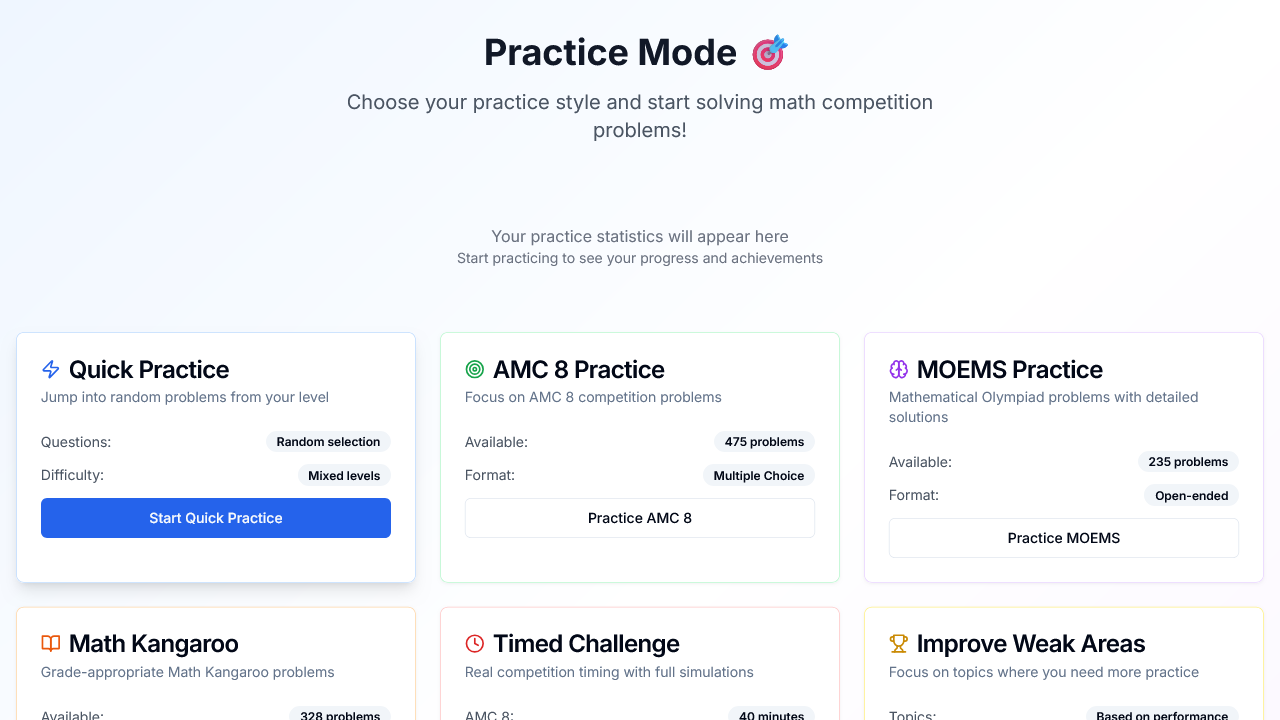 Practice Mode 🎯
Choose your practice style and start solving math competition
problems!
Your practice statistics will appear here
Start practicing to see your progress and achievements
Quick Practice
Jump into random problems from your level
Questions: Random selection
Difficulty: Mixed levels
Start Quick Practice
AMC 8 Practice
Focus on AMC 8 competition problems
Available: 475 problems
Format: Multiple Choice
Practice AMC 8
MOEMS Practice
Mathematical Olympiad problems with detailed
solutions
Available: 235 problems
Format: Open-ended
Practice MOEMS
Math Kangaroo
Grade-appropriate Math Kangaroo problems
Available: 328 problems
Timed Challenge
Real competition timing with full simulations
AMC 8: 40 minutes
Improve Weak Areas
Focus on topics where you need more practice
Topics: Based on performance